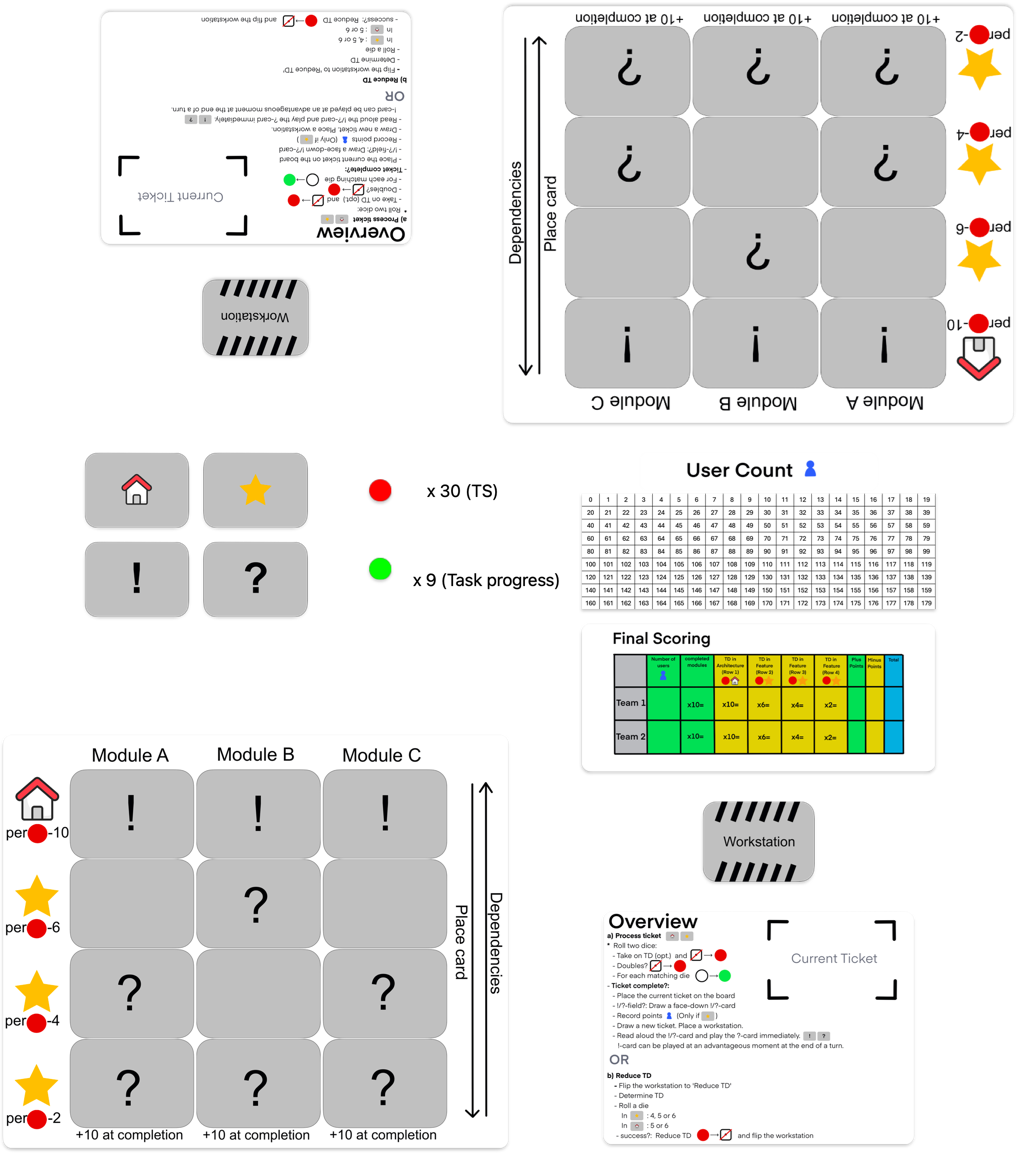 Overview
a) Process ticket
* Roll two dice:
- Take on TD (opt.) and
- Doubles?
- For each matching die
- Ticket complete?:
- Place the current ticket on the board
- !/?-field?: Draw a face-down !/?-card
- Record points (Only if )
- Draw a new ticket. Place a workstation.
- Read aloud the !/?-card and play the ?-card immediately. ! ?
!-card can be played at an advantageous moment at the end of a turn.
OR
b) Reduce TD
- Flip the workstation to 'Reduce TD'
- Determine TD
- Roll a die
In : 4, 5 or 6
In : 5 or 6
- success?: Reduce TD and flip the workstation
Current Ticket
Workstation
Module A Module B Module C
per -10
! ! !
per -6
?
per -4
? ?
per -2
? ? ?
+10 at completion +10 at completion +10 at completion
Place card
Dependencies
! ?
x 30 (TS)
x 9 (Task progress)
User Count
0 1 2 3 4 5 6 7 8 9 10 11 12 13 14 15 16 17 18 19
20 21 22 23 24 25 26 27 28 29 30 31 32 33 34 35 36 37 38 39
40 41 42 43 44 45 46 47 48 49 50 51 52 53 54 55 56 57 58 59
60 61 62 63 64 65 66 67 68 69 70 71 72 73 74 75 76 77 78 79
80 81 82 83 84 85 86 87 88 89 90 91 92 93 94 95 96 97 98 99
100 101 102 103 104 105 106 107 108 109 110 111 112 113 114 115 116 117 118 119
120 121 122 123 124 125 126 127 128 129 130 131 132 133 134 135 136 137 138 139
140 141 142 143 144 145 146 147 148 149 150 151 152 153 154 155 156 157 158 159
160 161 162 163 164 165 166 167 168 169 170 171 172 173 174 175 176 177 178 179
Final Scoring
Number of users
completed modules
TD in Architecture (Row 1)
TD in Feature (Row 2)
TD in Feature (Row 3)
TD in Feature (Row 4)
Plus Points
Minus Points
Total
Team 1 x10= x10= x6= x4= x2=
Team 2 x10= x10= x6= x4= x2=
Module A Module B Module C
per -10
! ! !
per -6
?
per -4
? ?
per -2
? ? ?
+10 at completion +10 at completion +10 at completion
Place card
Dependencies
Workstation
Overview
a) Process ticket
* Roll two dice:
- Take on TD (opt.) and
- Doubles?
- For each matching die
- Ticket complete?:
- Place the current ticket on the board
- !/?-field?: Draw a face-down !/?-card
- Record points (Only if )
- Draw a new ticket. Place a workstation.
- Read aloud the !/?-card and play the ?-card immediately. ! ?
!-card can be played at an advantageous moment at the end of a turn.
OR
b) Reduce TD
- Flip the workstation to 'Reduce TD'
- Determine TD
- Roll a die
In : 4, 5 or 6
In : 5 or 6
- success?: Reduce TD and flip the workstation
Current Ticket